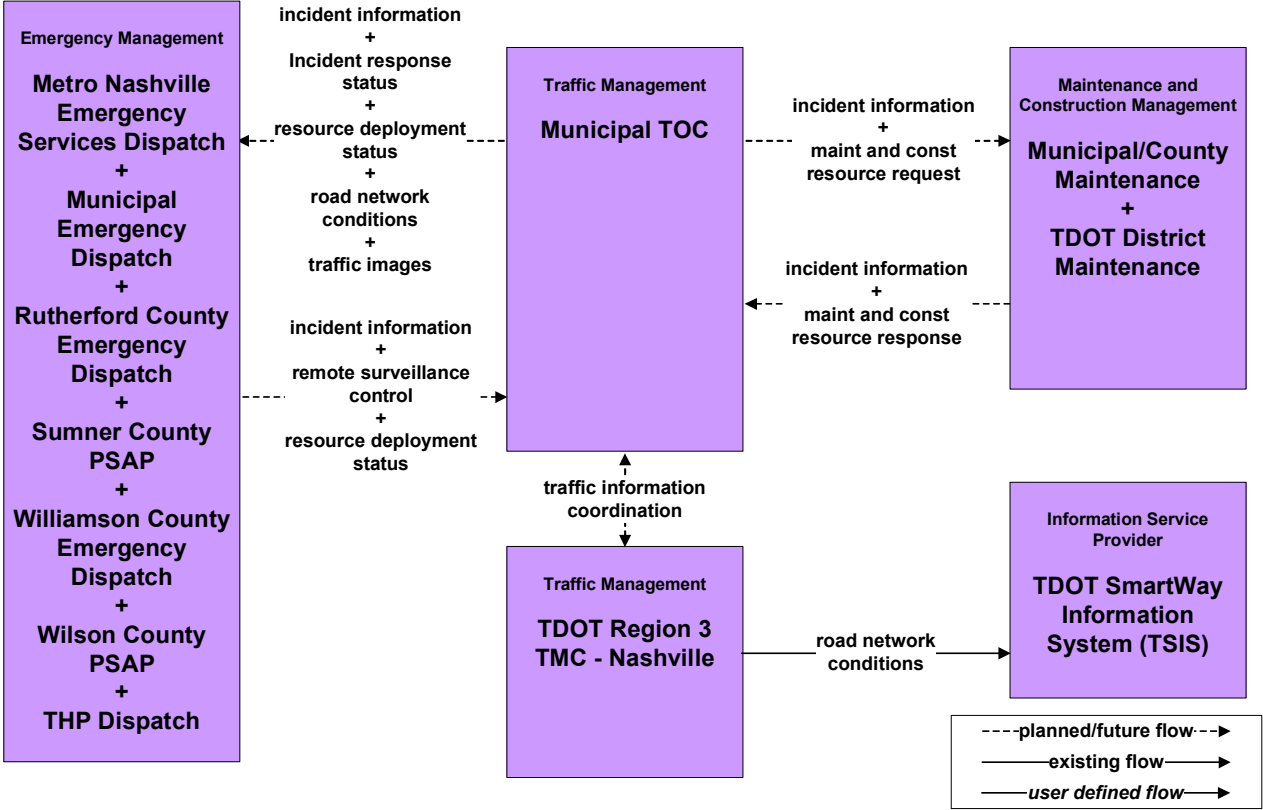 Emergency Management
Metro Nashville
Emergency
Services Dispatch
+
Municipal
Emergency
Dispatch
+
Rutherford County
Emergency
Dispatch
+
Sumner County
PSAP
+
Williamson County
Emergency
Dispatch
+
Wilson County
PSAP
+
THP Dispatch
incident information
+
Incident response
status
+
resource deployment
status
+
road network
conditions
+
traffic images
incident information
+
remote surveillance
control
+
resource deployment
status
Traffic Management
Municipal TOC
incident information
+
maint and const
resource request
incident information
+
maint and const
resource response
Maintenance and
Construction Management
Municipal/County
Maintenance
+
TDOT District
Maintenance
traffic information
coordination
Traffic Management
TDOT Region 3
TMC - Nashville
road network
conditions
Information Service
Provider
TDOT SmartWay
Information
System (TSIS)
planned/future flow
existing flow
user defined flow